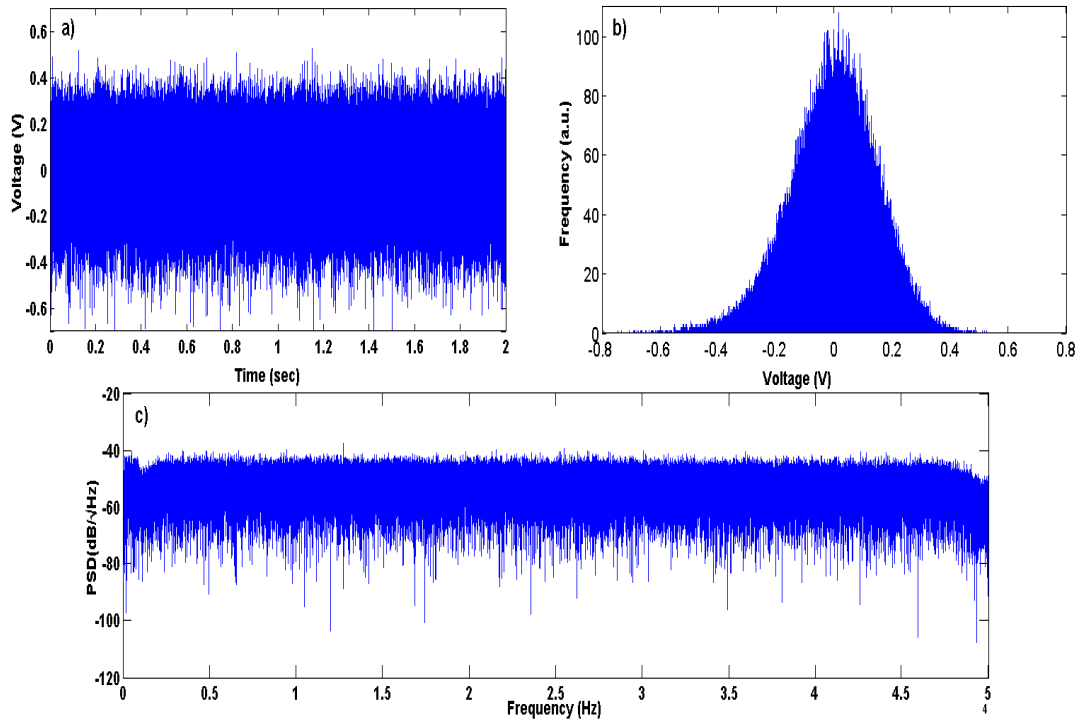 a)
Voltage (V)
0.7
0.6
0.4
0.2
0
-0.2
-0.4
-0.6
0 0.2 0.4 0.6 0.8 1 1.2 1.4 1.6 1.8 2
Time (sec)
b)
Frequency (a.u.)
100
80
60
40
20
0
-0.8 -0.6 -0.4 -0.2 0 0.2 0.4 0.6 0.8
Voltage (V)
c)
PSD(dB/√Hz)
-20
-40
-60
-80
-100
-120
0 0.5 1 1.5 2 2.5 3 3.5 4 4.5 5
4
Frequency (Hz)